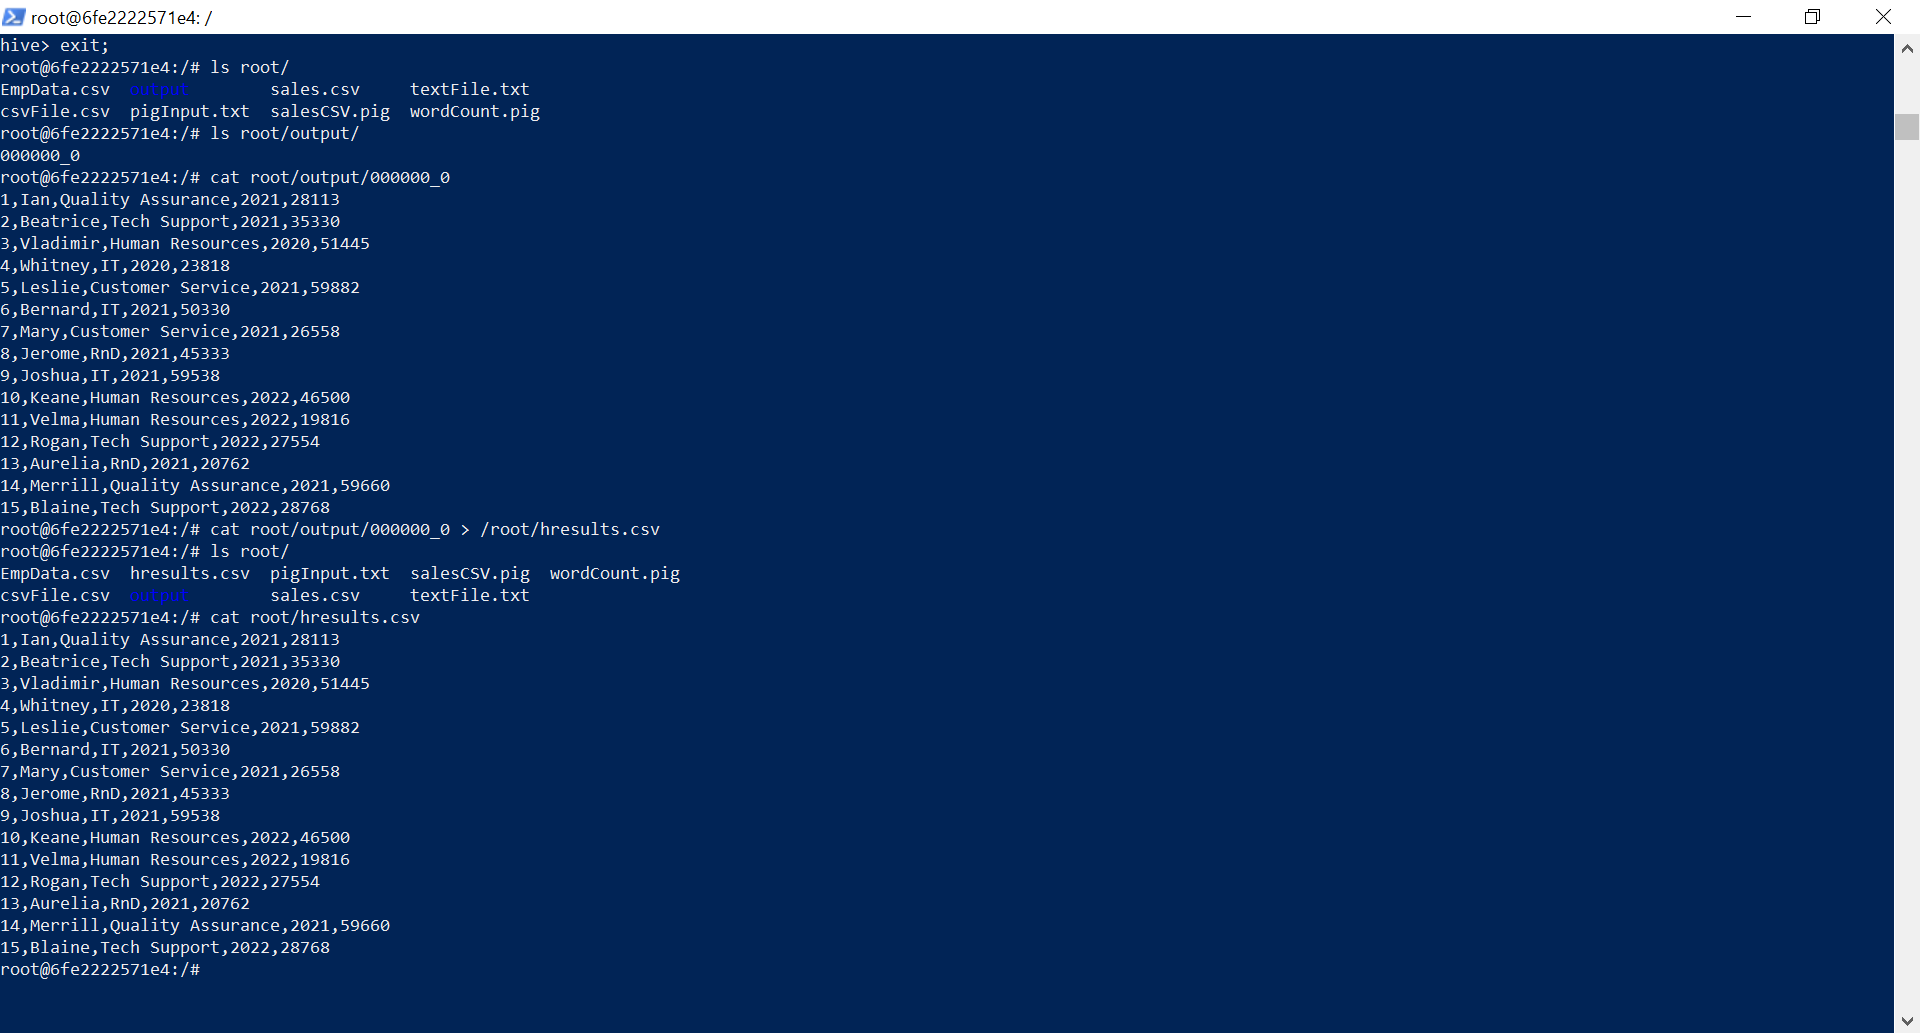 root@6fe2222571e4: /
hive> exit;
root@6fe2222571e4:/# ls root/
EmpData.csv  output        sales.csv     textFile.txt
csvFile.csv  pigInput.txt  salesCSV.pig  wordCount.pig
root@6fe2222571e4:/# ls root/output/
000000_0
root@6fe2222571e4:/# cat root/output/000000_0
1,Ian,Quality Assurance,2021,28113
2,Beatrice,Tech Support,2021,35330
3,Vladimir,Human Resources,2020,51445
4,Whitney,IT,2020,23818
5,Leslie,Customer Service,2021,59882
6,Bernard,IT,2021,50330
7,Mary,Customer Service,2021,26558
8,Jerome,RnD,2021,45333
9,Joshua,IT,2021,59538
10,Keane,Human Resources,2022,46500
11,Velma,Human Resources,2022,19816
12,Rogan,Tech Support,2022,27554
13,Aurelia,RnD,2021,20762
14,Merrill,Quality Assurance,2021,59660
15,Blaine,Tech Support,2022,28768
root@6fe2222571e4:/# cat root/output/000000_0 > /root/hresults.csv
root@6fe2222571e4:/# ls root/
EmpData.csv  hresults.csv  pigInput.txt  salesCSV.pig  wordCount.pig
csvFile.csv  output        sales.csv     textFile.txt
root@6fe2222571e4:/# cat root/hresults.csv
1,Ian,Quality Assurance,2021,28113
2,Beatrice,Tech Support,2021,35330
3,Vladimir,Human Resources,2020,51445
4,Whitney,IT,2020,23818
5,Leslie,Customer Service,2021,59882
6,Bernard,IT,2021,50330
7,Mary,Customer Service,2021,26558
8,Jerome,RnD,2021,45333
9,Joshua,IT,2021,59538
10,Keane,Human Resources,2022,46500
11,Velma,Human Resources,2022,19816
12,Rogan,Tech Support,2022,27554
13,Aurelia,RnD,2021,20762
14,Merrill,Quality Assurance,2021,59660
15,Blaine,Tech Support,2022,28768
root@6fe2222571e4:/#